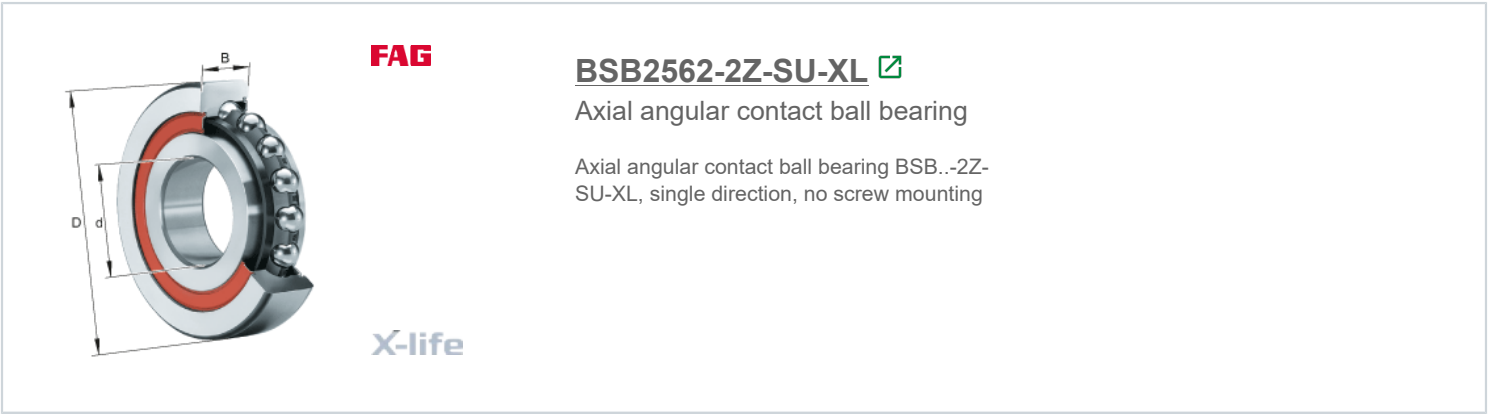 B
D
d
FAG
X-life
BSB2562-2Z-SU-XL
Axial angular contact ball bearing
Axial angular contact ball bearing BSB..-2Z-
SU-XL, single direction, no screw mounting